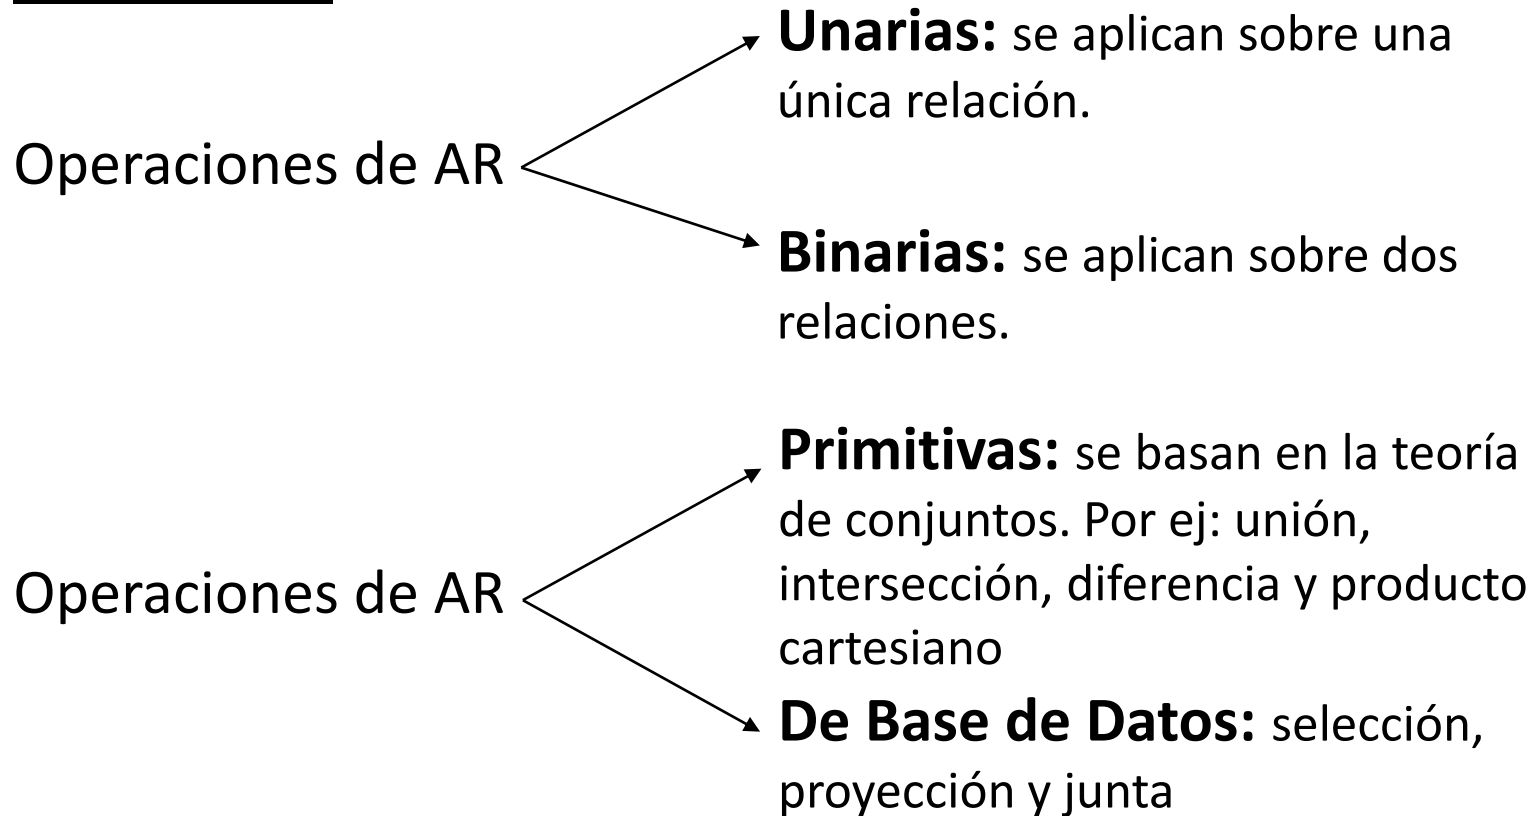 Unarias: se aplican sobre una
única relación.
Operaciones de AR
Binarias: se aplican sobre dos
relaciones.
Primitivas: se basan en la teoría
de conjuntos. Por ej: unión,
intersección, diferencia y producto
cartesiano
Operaciones de AR
De Base de Datos: selección,
proyección y junta